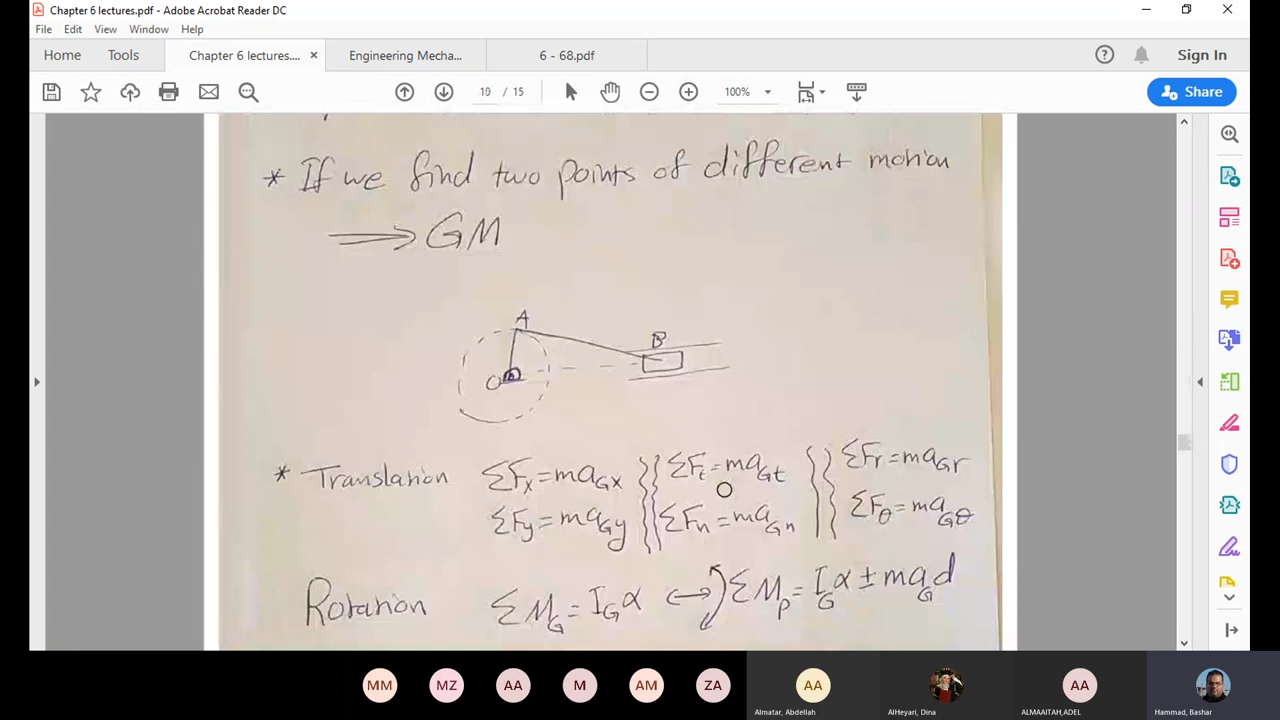 Chapter 6 lectures.pdf - Adobe Acrobat Reader DC
File Edit View Window Help
Home Tools Chapter 6 lectures.... × Engineering Mecha... 6 - 68.pdf Sign In
10 / 15 100% Share
* If we find two points of different motion
⟹ GM
A
B
O
* Translation ΣFx = maGx ΣFt = maGt ΣFr = maGr
ΣFy = maGy ΣFn = maGn ΣFθ = maGθ
Rotation ΣMG = IGα ↔ ΣMp = IGα ± maGd
MM MZ AA M AM ZA AA AA
Almatar, Abdellah AlHeyari, Dina ALMAAITAH,ADEL Hammad, Bashar